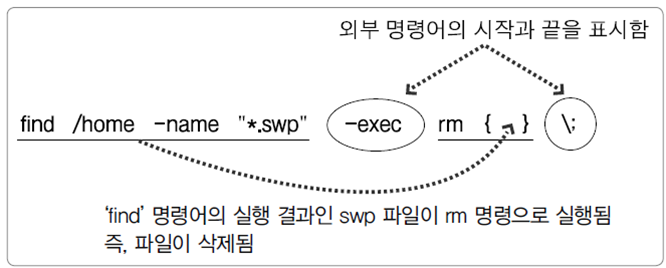 외부 명령어의 시작과 끝을 표시함
find /home -name "*.swp" -exec rm { } \;
'find' 명령어의 실행 결과인 swp 파일이 rm 명령으로 실행됨
즉, 파일이 삭제됨